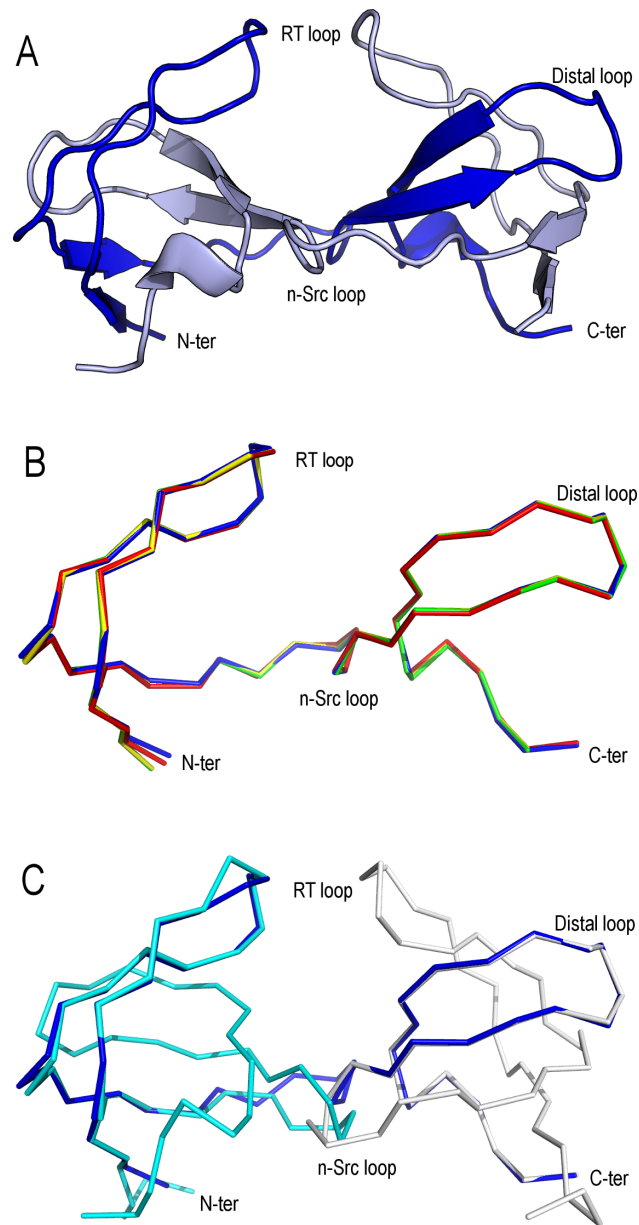 A
RT loop
Distal loop
n-Src loop
N-ter
C-ter
B
RT loop
Distal loop
n-Src loop
N-ter
C-ter
C
RT loop
Distal loop
n-Src loop
N-ter
C-ter